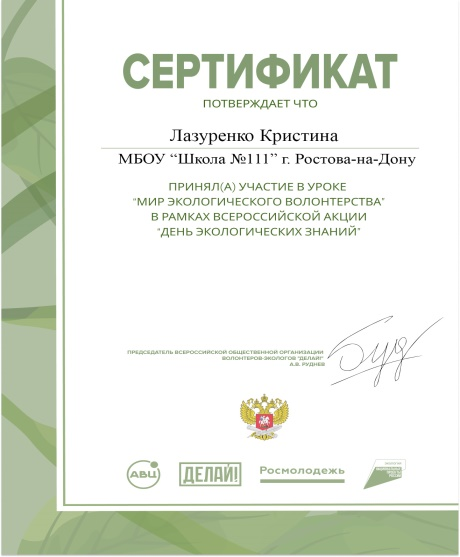 СЕРТИФИКАТ
ПОТВЕРЖДАЕТ ЧТО
Лазуренко Кристина
МБОУ “Школа №111” г. Ростова-на-Дону
ПРИНЯЛ(А) УЧАСТИЕ В УРОКЕ
"МИР ЭКОЛОГИЧЕСКОГО ВОЛОНТЕРСТВА"
В РАМКАХ ВСЕРОССИЙСКОЙ АКЦИИ
"ДЕНЬ ЭКОЛОГИЧЕСКИХ ЗНАНИЙ"
ПРЕДСЕДАТЕЛЬ ВСЕРОССИЙСКОЙ ОБЩЕСТВЕННОЙ ОРГАНИЗАЦИИ
ВОЛОНТЕРОВ-ЭКОЛОГОВ "ДЕЛАЙ!"
А.В. РУДНЕВ
АВЦ
ДЕЛАЙ!
Росмолодежь